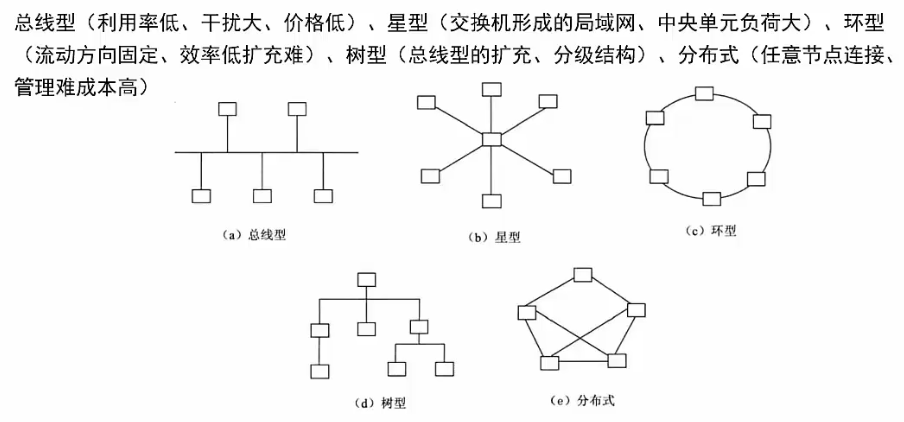 总线型（利用率低、干扰大、价格低）、星型（交换机形成的局域网、中央单元负荷大）、环型
（流动方向固定、效率低扩充难）、树型（总线型的扩充、分级结构）、分布式（任意节点连接、
管理难成本高）
（a）总线型
（b）星型
（c）环型
（d）树型
（e）分布式